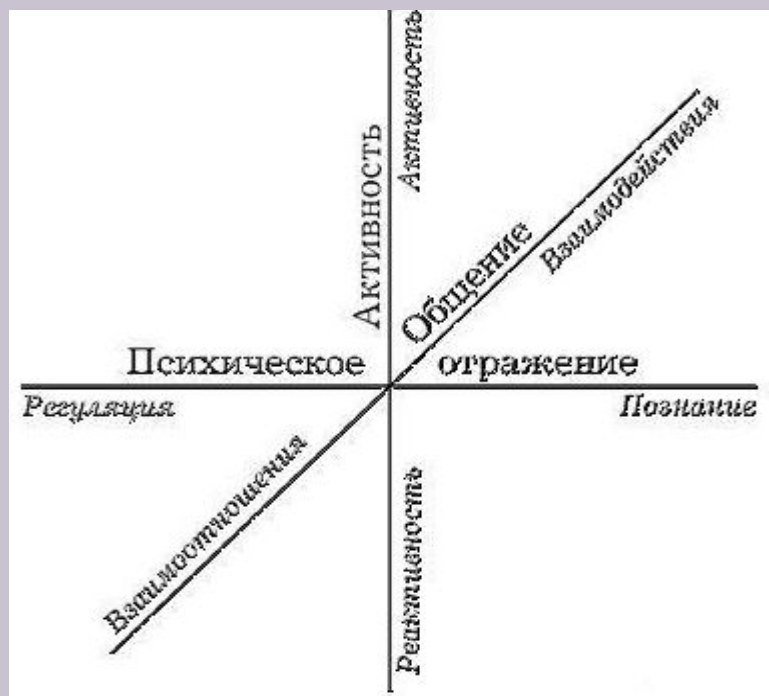 Активность
Активность
Общение
Взаимодействия
Психическое отражение
Регуляция
Познание
Взаимоотношения
Реактивность